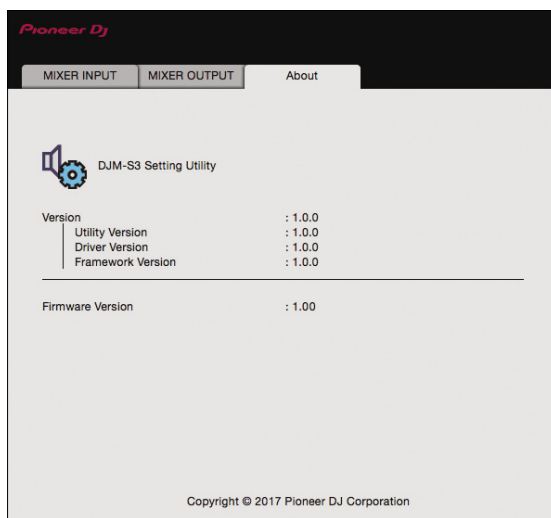 Pioneer Dj
MIXER INPUT MIXER OUTPUT About
DJM-S3 Setting Utility
Version : 1.0.0
Utility Version : 1.0.0
Driver Version : 1.0.0
Framework Version : 1.0.0
Firmware Version : 1.00
Copyright © 2017 Pioneer DJ Corporation